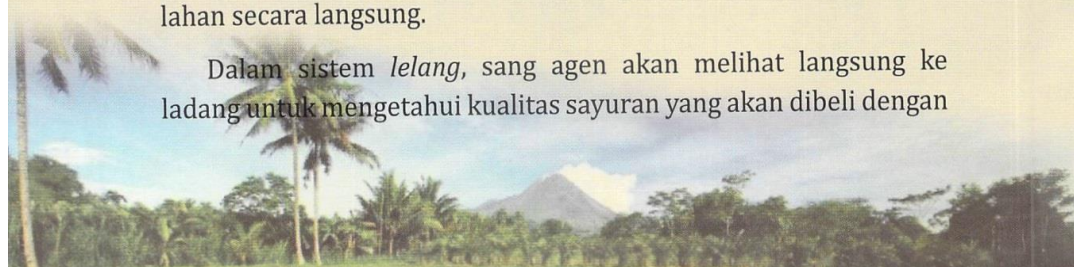 lahan secara langsung.
Dalam sistem lelang, sang agen akan melihat langsung ke
ladang untuk mengetahui kualitas sayuran yang akan dibeli dengan